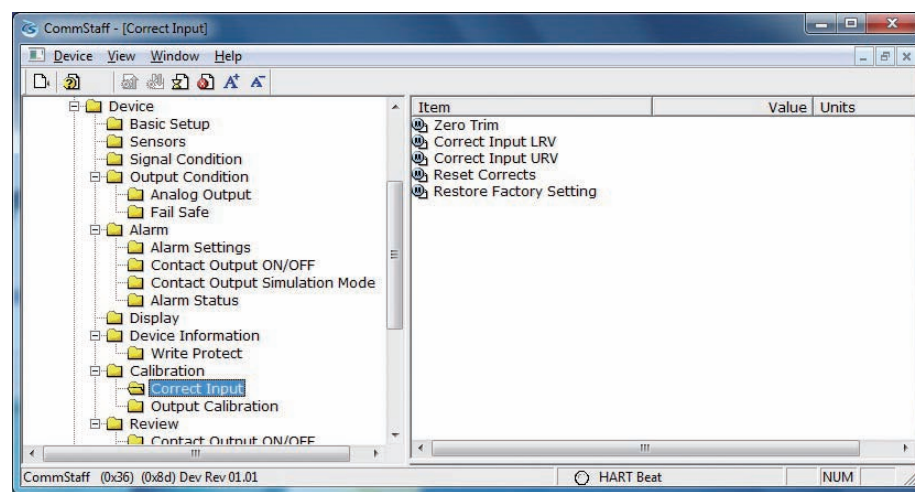 CommStaff - [Correct Input]
Device View Window Help
Device
Basic Setup
Sensors
Signal Condition
Output Condition
Analog Output
Fail Safe
Alarm
Alarm Settings
Contact Output ON/OFF
Contact Output Simulation Mode
Alarm Status
Display
Device Information
Write Protect
Calibration
Correct Input
Output Calibration
Review
Contact Output ON/OFF
Item Value Units
Zero Trim
Correct Input LRV
Correct Input URV
Reset Corrects
Restore Factory Setting
CommStaff (0x36) (0x8d) Dev Rev 01.01 HART Beat NUM